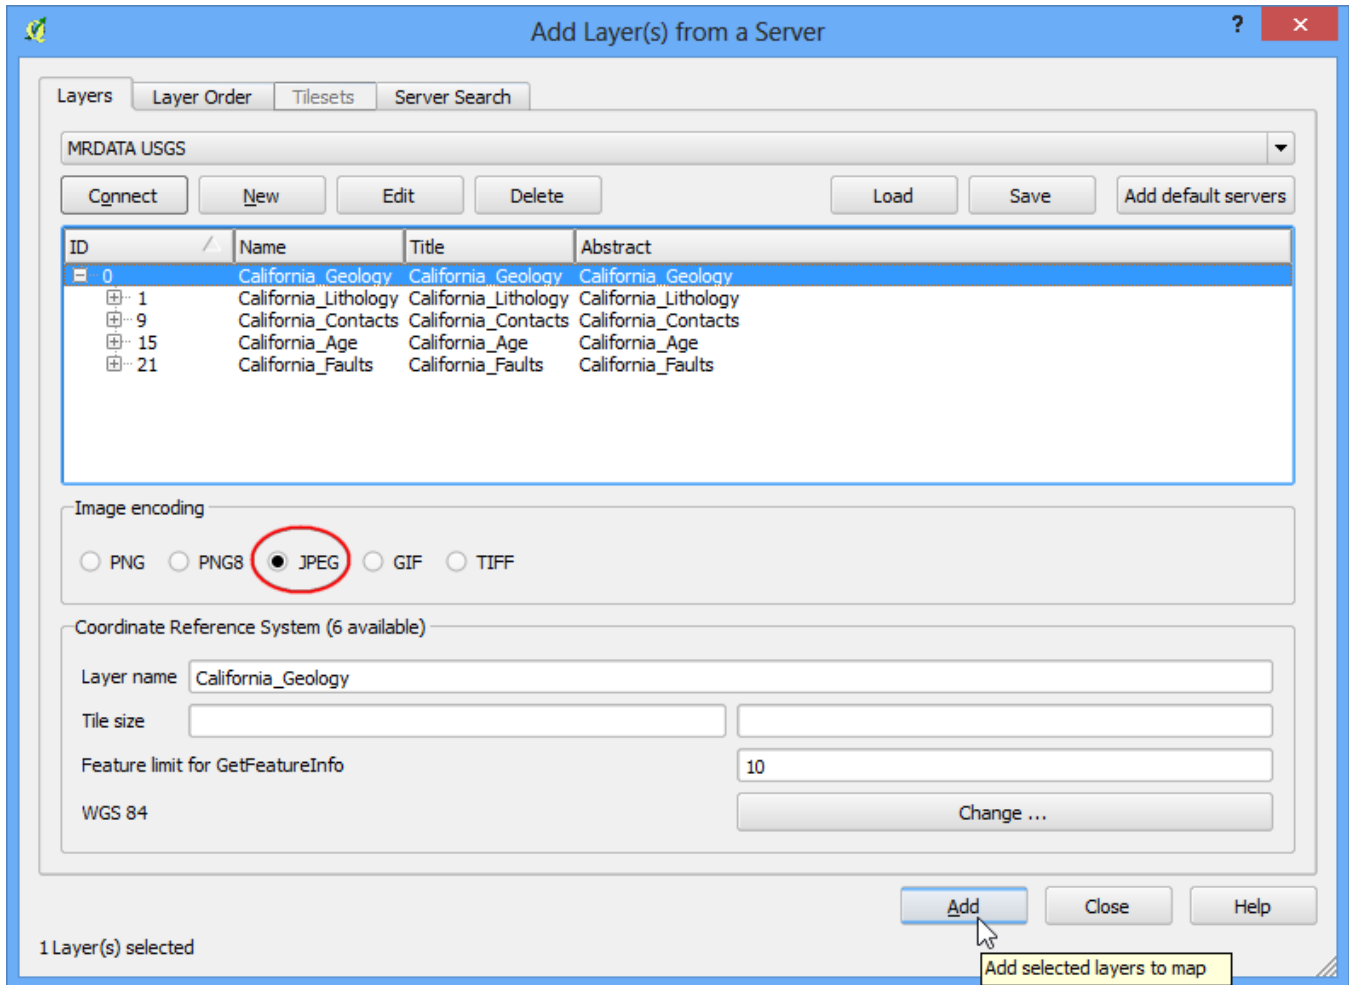 Add Layer(s) from a Server ?
Layers Layer Order Tilesets Server Search
MRDATA USGS
Connect New Edit Delete Load Save Add default servers
ID Name Title Abstract
0 California_Geology California_Geology California_Geology
1 California_Lithology California_Lithology California_Lithology
9 California_Contacts California_Contacts California_Contacts
15 California_Age California_Age California_Age
21 California_Faults California_Faults California_Faults
Image encoding
PNG PNG8 JPEG GIF TIFF
Coordinate Reference System (6 available)
Layer name California_Geology
Tile size
Feature limit for GetFeatureInfo 10
WGS 84 Change ...
Add Close Help
1 Layer(s) selected
Add selected layers to map